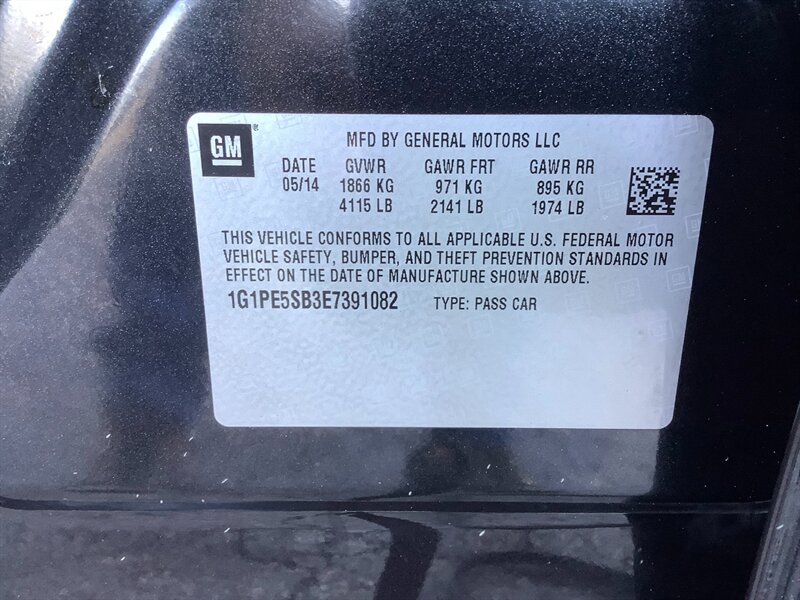 GM ®
MFD BY GENERAL MOTORS LLC
DATE GVWR GAWR FRT GAWR RR
05/14 1866 KG 971 KG 895 KG
4115 LB 2141 LB 1974 LB
THIS VEHICLE CONFORMS TO ALL APPLICABLE U.S. FEDERAL MOTOR
VEHICLE SAFETY, BUMPER, AND THEFT PREVENTION STANDARDS IN
EFFECT ON THE DATE OF MANUFACTURE SHOWN ABOVE.
1G1PE5SB3E7391082 TYPE: PASS CAR